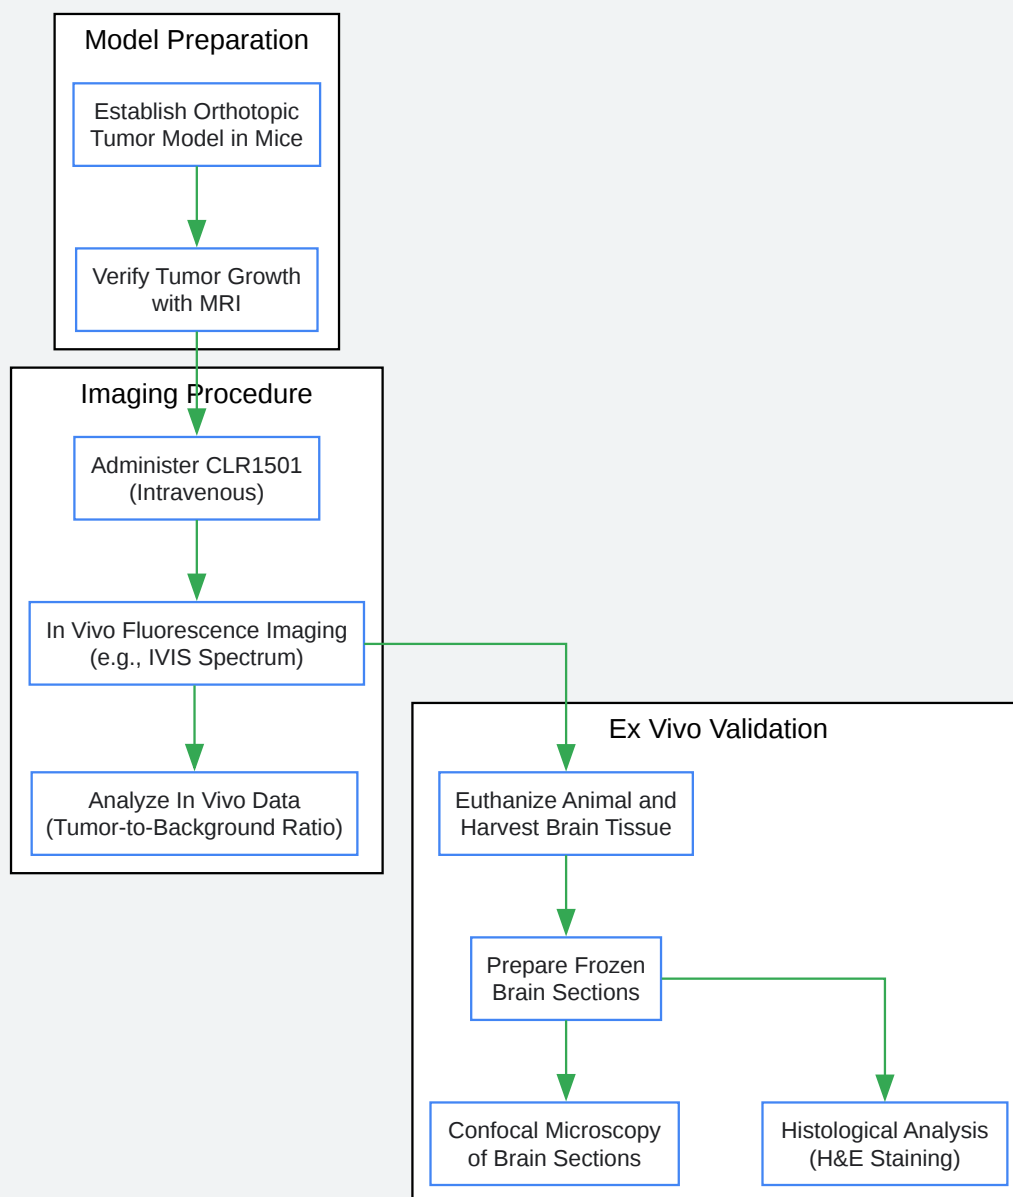 Model Preparation
Establish Orthotopic
Tumor Model in Mice
Verify Tumor Growth
with MRI
Imaging Procedure
Administer CLR1501
(Intravenous)
In Vivo Fluorescence Imaging
(e.g., IVIS Spectrum)
Analyze In Vivo Data
(Tumor-to-Background Ratio)
Ex Vivo Validation
Euthanize Animal and
Harvest Brain Tissue
Prepare Frozen
Brain Sections
Confocal Microscopy
of Brain Sections
Histological Analysis
(H&E Staining)